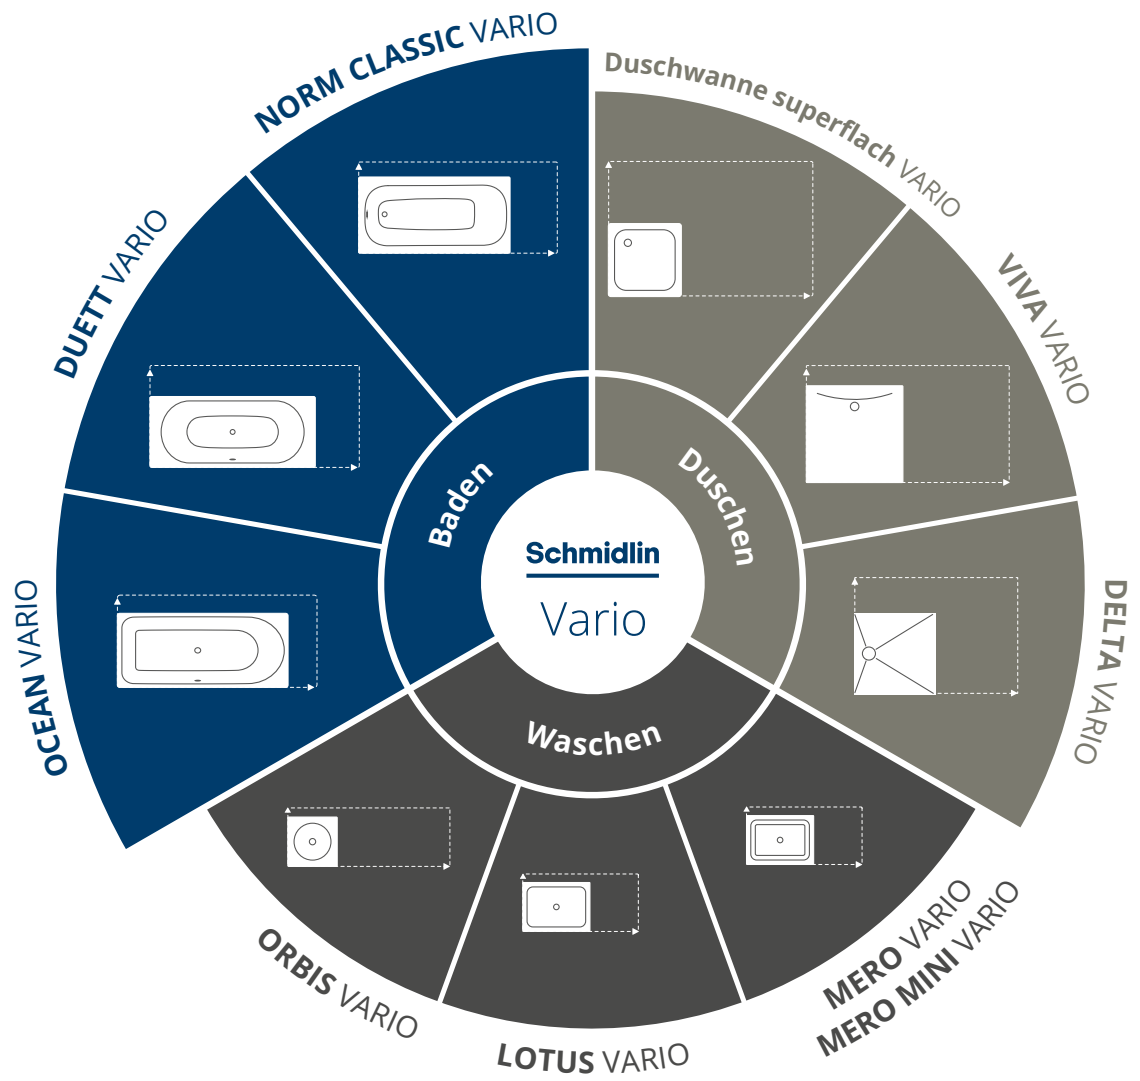 NORM CLASSIC VARIO
Duschwanne superflach VARIO
DUETT VARIO
VIVA VARIO
Baden
Duschen
Schmidlin
Vario
OCEAN VARIO
DELTA VARIO
Waschen
ORBIS VARIO
LOTUS VARIO
MERO VARIO
MERO MINI VARIO